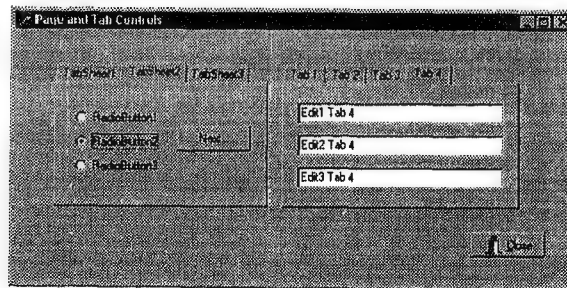 Page and Tab Controls
TabSheet1 TabSheet2 TabSheet3
Tab 1 Tab 2 Tab 3 Tab 4
RadioButton1
RadioButton2
RadioButton3
Edit1 Tab 4
Edit2 Tab 4
Edit3 Tab 4
Close